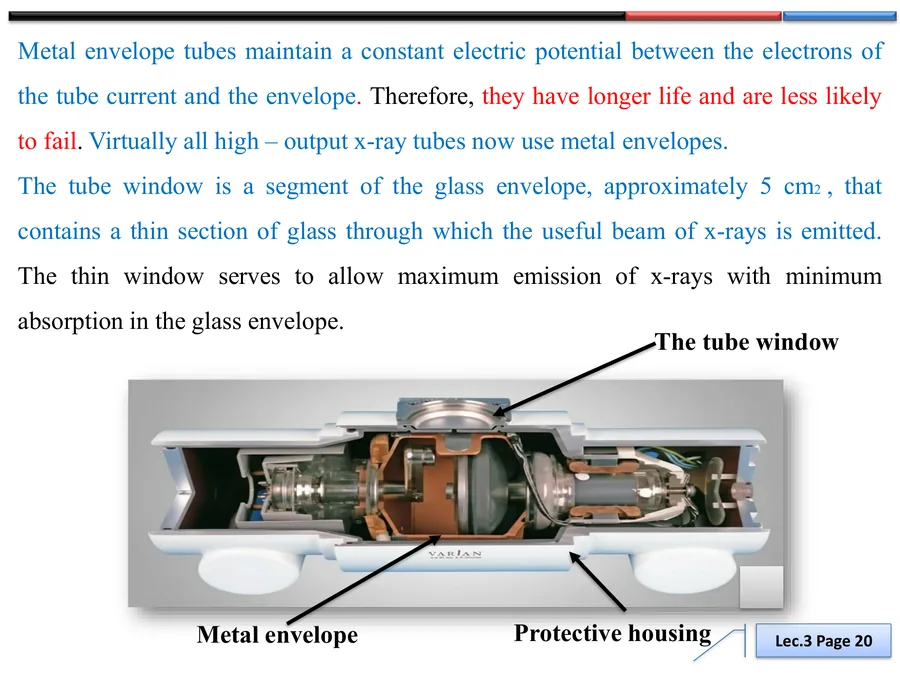 Metal envelope tubes maintain a constant electric potential between the electrons of
the tube current and the envelope. Therefore, they have longer life and are less likely
to fail. Virtually all high – output x-ray tubes now use metal envelopes.
The tube window is a segment of the glass envelope, approximately 5 cm2 , that
contains a thin section of glass through which the useful beam of x-rays is emitted.
The thin window serves to allow maximum emission of x-rays with minimum
absorption in the glass envelope.
The tube window
VARIAN
Metal envelope
Protective housing
Lec.3 Page 20